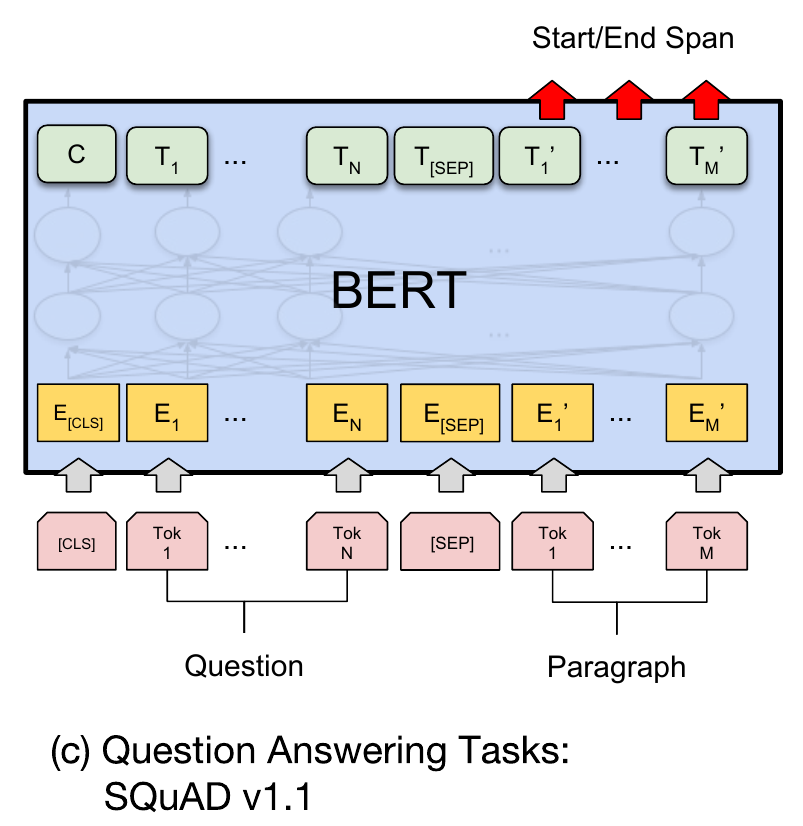 Start/End Span
C T1 ... TN T[SEP] T1’ ... TM’
...
BERT
...
E[CLS] E1 ... EN E[SEP] E1’ ... EM’
[CLS] Tok 1 ... Tok N [SEP] Tok 1 ... Tok M
Question Paragraph
(c) Question Answering Tasks:
SQuAD v1.1